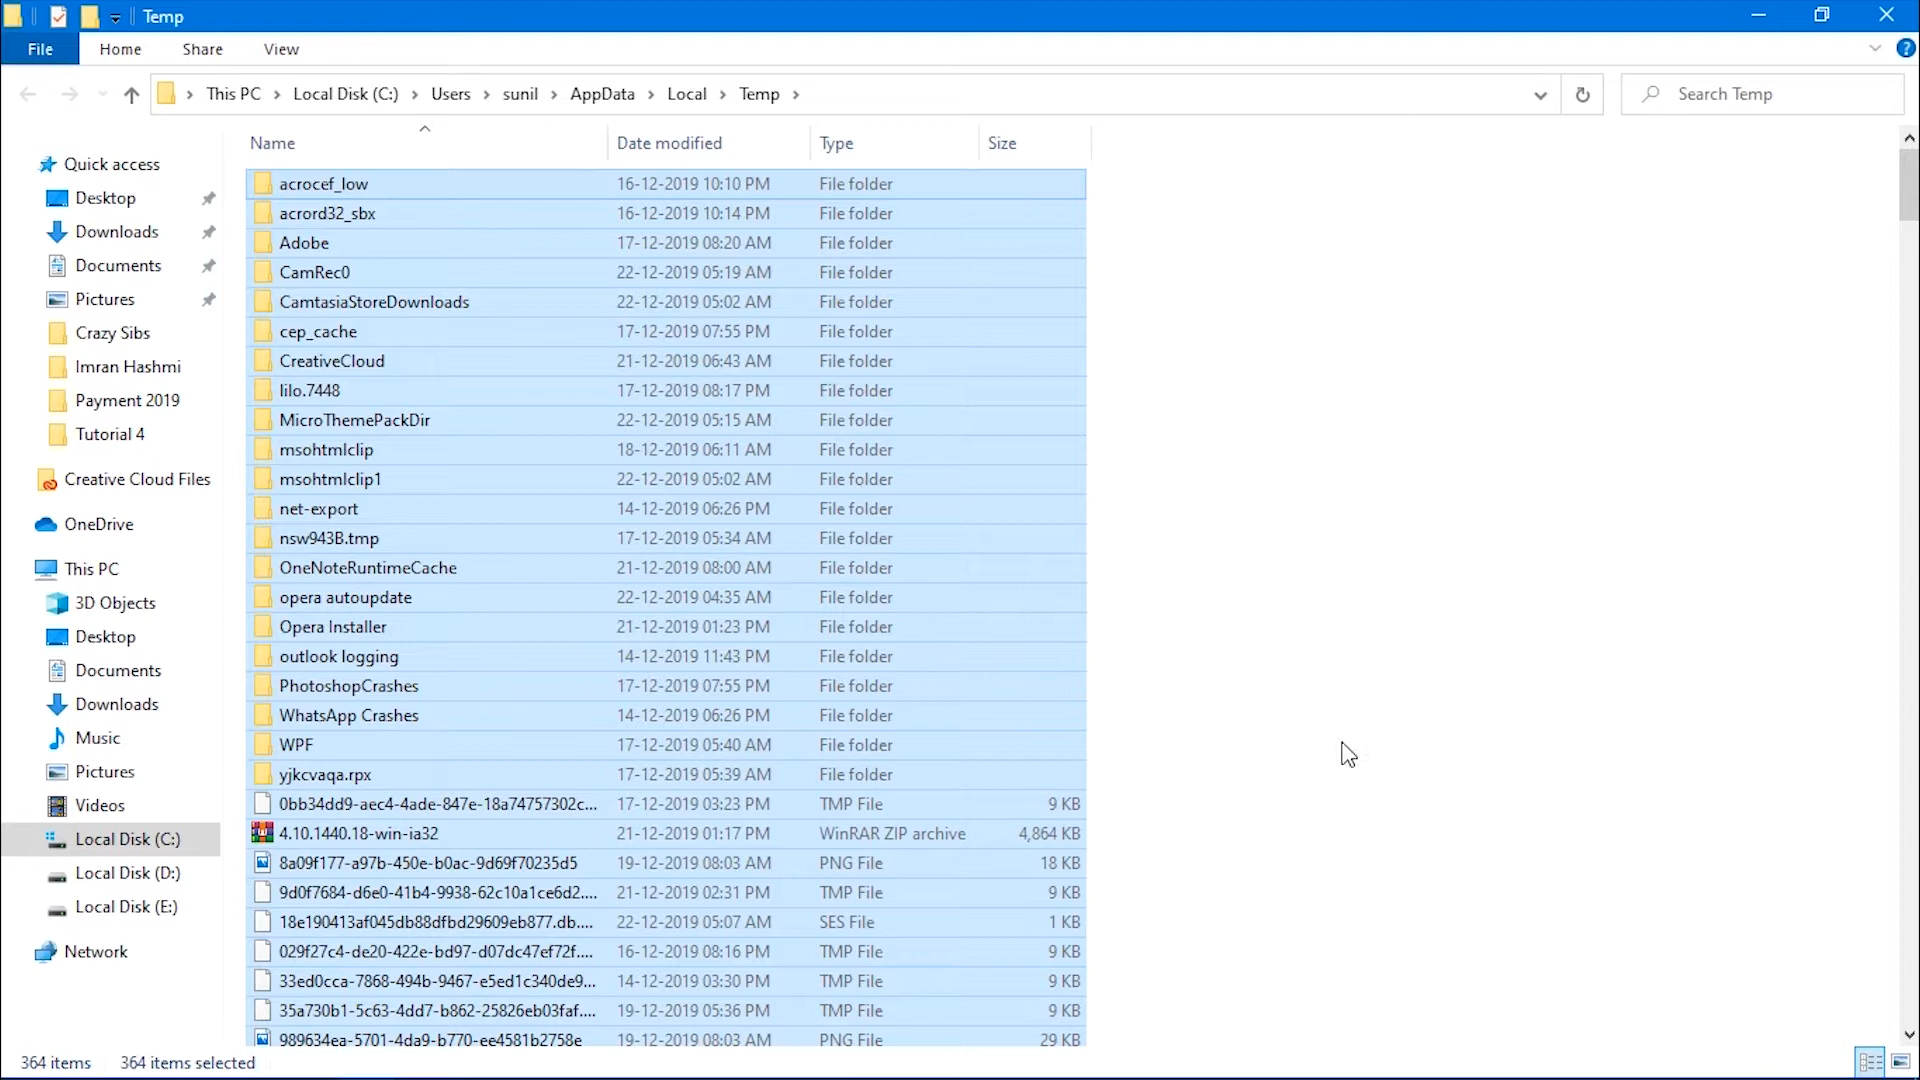 Temp
File Home Share View
This PC Local Disk (C:) Users sunil AppData Local Temp
Search Temp
Name Date modified Type Size
Quick access
Desktop
Downloads
Documents
Pictures
Crazy Sibs
Imran Hashmi
Payment 2019
Tutorial 4
Creative Cloud Files
OneDrive
This PC
3D Objects
Desktop
Documents
Downloads
Music
Pictures
Videos
Local Disk (C:)
Local Disk (D:)
Local Disk (E:)
Network
acrocef_low 16-12-2019 10:10 PM File folder
acrord32_sbx 16-12-2019 10:14 PM File folder
Adobe 17-12-2019 08:20 AM File folder
CamRec0 22-12-2019 05:19 AM File folder
CamtasiaStoreDownloads 22-12-2019 05:02 AM File folder
cep_cache 17-12-2019 07:55 PM File folder
CreativeCloud 21-12-2019 06:43 AM File folder
lilo.7448 17-12-2019 08:17 PM File folder
MicroThemePackDir 22-12-2019 05:15 AM File folder
msohtmlclip 18-12-2019 06:11 AM File folder
msohtmlclip1 22-12-2019 05:02 AM File folder
net-export 14-12-2019 06:26 PM File folder
nsw943B.tmp 17-12-2019 05:34 AM File folder
OneNoteRuntimeCache 21-12-2019 08:00 AM File folder
opera autoupdate 22-12-2019 04:35 AM File folder
Opera Installer 21-12-2019 01:23 PM File folder
outlook logging 14-12-2019 11:43 PM File folder
PhotoshopCrashes 17-12-2019 07:55 PM File folder
WhatsApp Crashes 14-12-2019 06:26 PM File folder
WPF 17-12-2019 05:40 AM File folder
yjkcvaqa.rpx 17-12-2019 05:39 AM File folder
0bb34dd9-aec4-4ade-847e-18a74757302c... 17-12-2019 03:23 PM TMP File 9 KB
4.10.1440.18-win-ia32 21-12-2019 01:17 PM WinRAR ZIP archive 4,864 KB
8a09f177-a97b-450e-b0ac-9d69f70235d5 19-12-2019 08:03 AM PNG File 18 KB
9d0f7684-d6e0-41b4-9938-62c10a1ce6d2.... 21-12-2019 02:31 PM TMP File 9 KB
18e190413af045db88dfbd29609eb877.db.... 22-12-2019 05:07 AM SES File 1 KB
029f27c4-de20-422e-bd97-d07dc47ef72f.... 16-12-2019 08:16 PM TMP File 9 KB
33ed0cca-7868-494b-9467-e5ed1c340de9... 14-12-2019 03:30 PM TMP File 9 KB
35a730b1-5c63-4dd7-b862-25826eb03faf.... 19-12-2019 05:36 PM TMP File 9 KB
989634ea-5701-4da9-b770-ee4581b2758e 19-12-2019 08:03 AM PNG File 29 KB
364 items 364 items selected